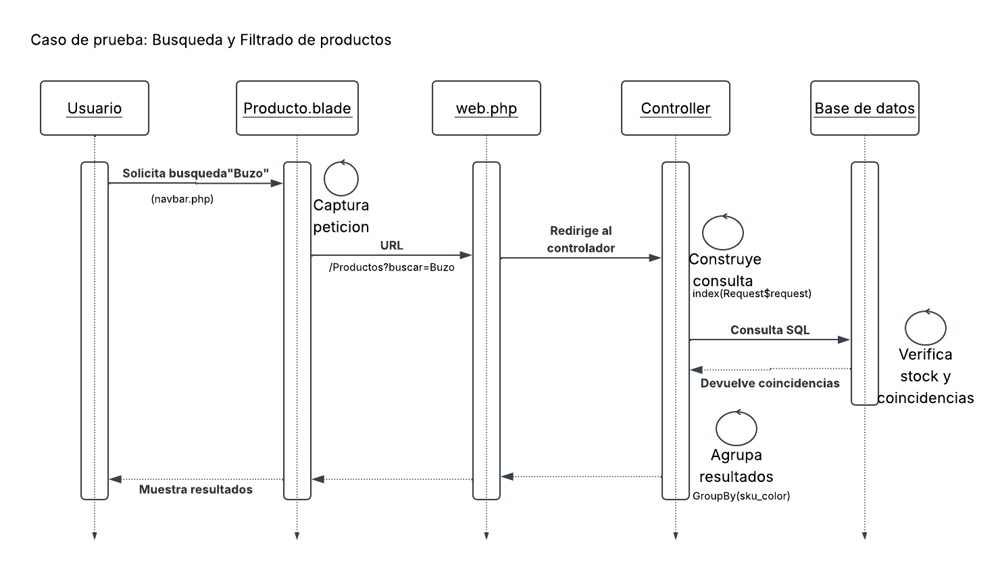 Caso de prueba: Busqueda y Filtrado de productos
Usuario
Producto.blade
web.php
Controller
Base de datos
Solicita busqueda"Buzo"
(navbar.php)
Captura
peticion
URL
/Productos?buscar=Buzo
Redirige al
controlador
Construye
consulta
index(Request$request)
Consulta SQL
Verifica
stock y
coincidencias
Devuelve coincidencias
Agrupa
resultados
GroupBy(sku_color)
Muestra resultados